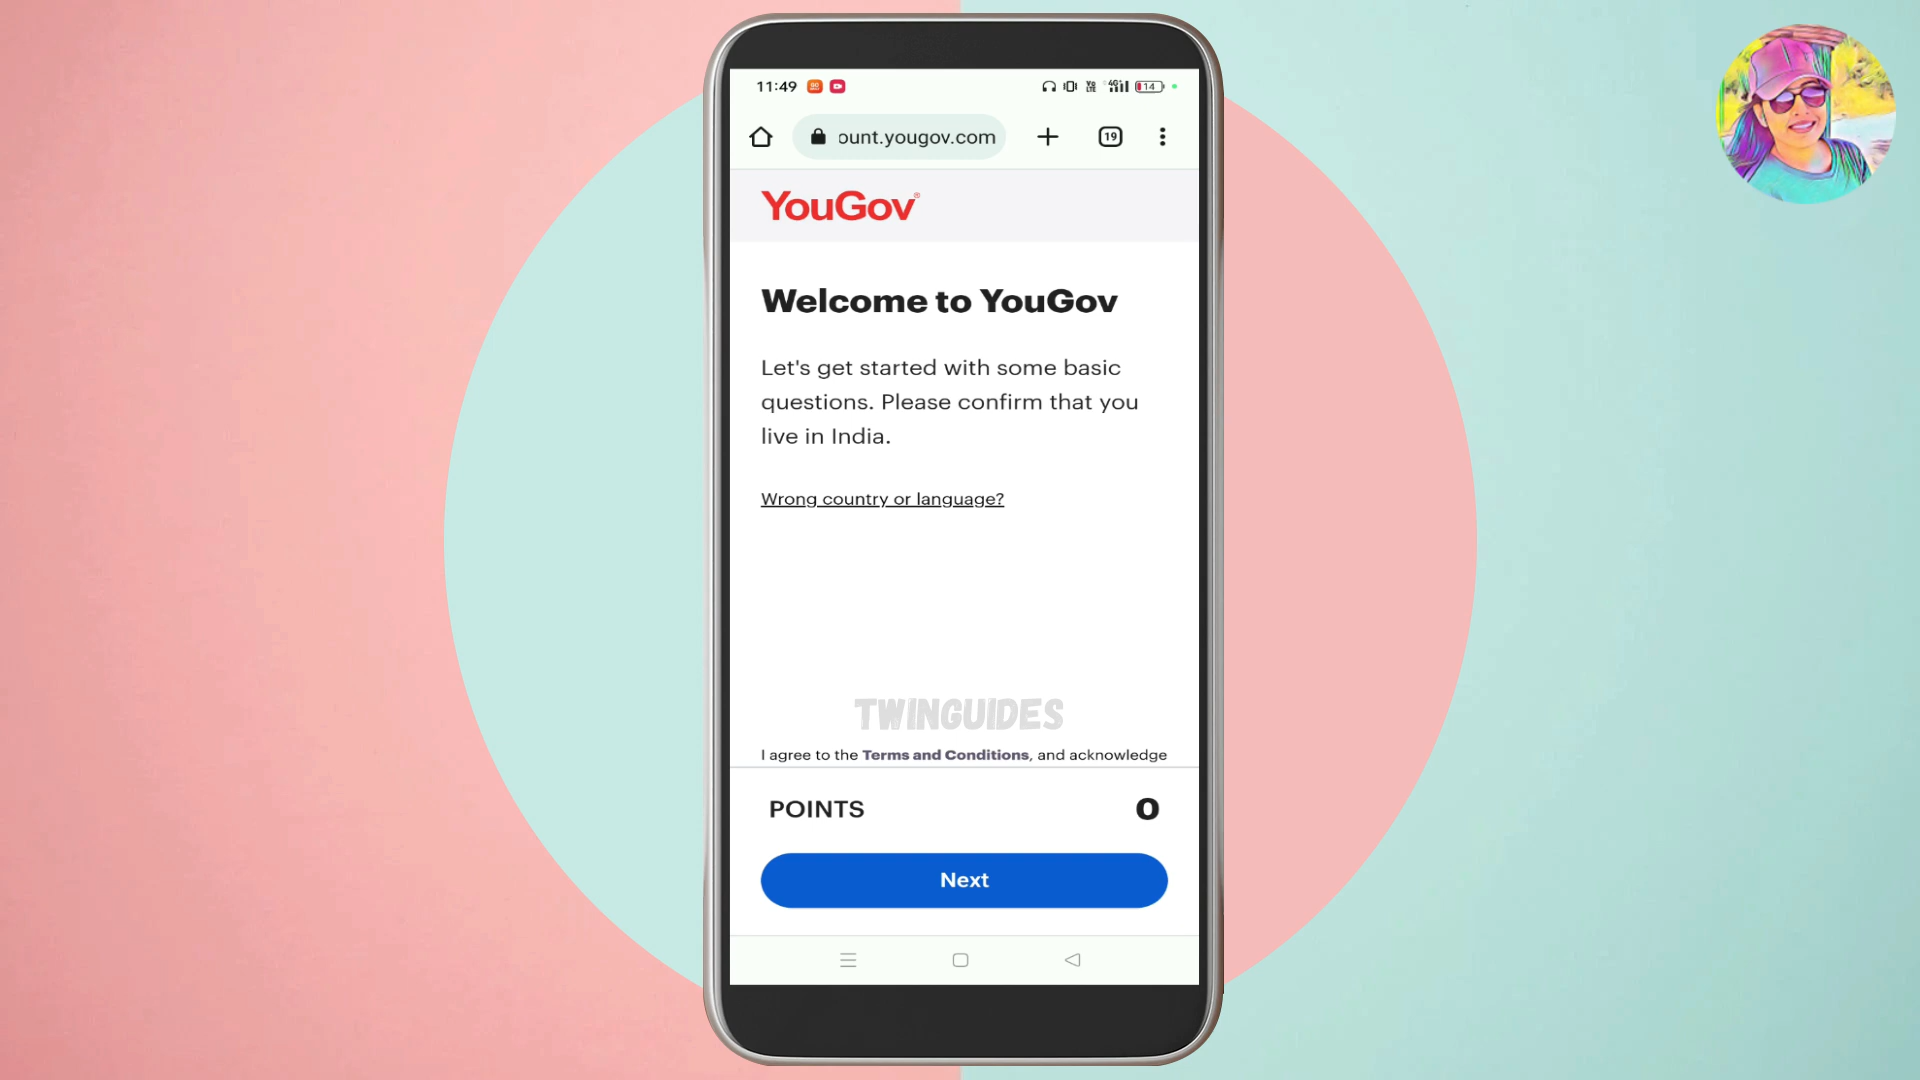 11:49
14
ount.yougov.com
19
YouGov®
Welcome to YouGov
Let's get started with some basic
questions. Please confirm that you
live in India.
Wrong country or language?
TWINGUIDES
I agree to the Terms and Conditions, and acknowledge
POINTS
0
Next